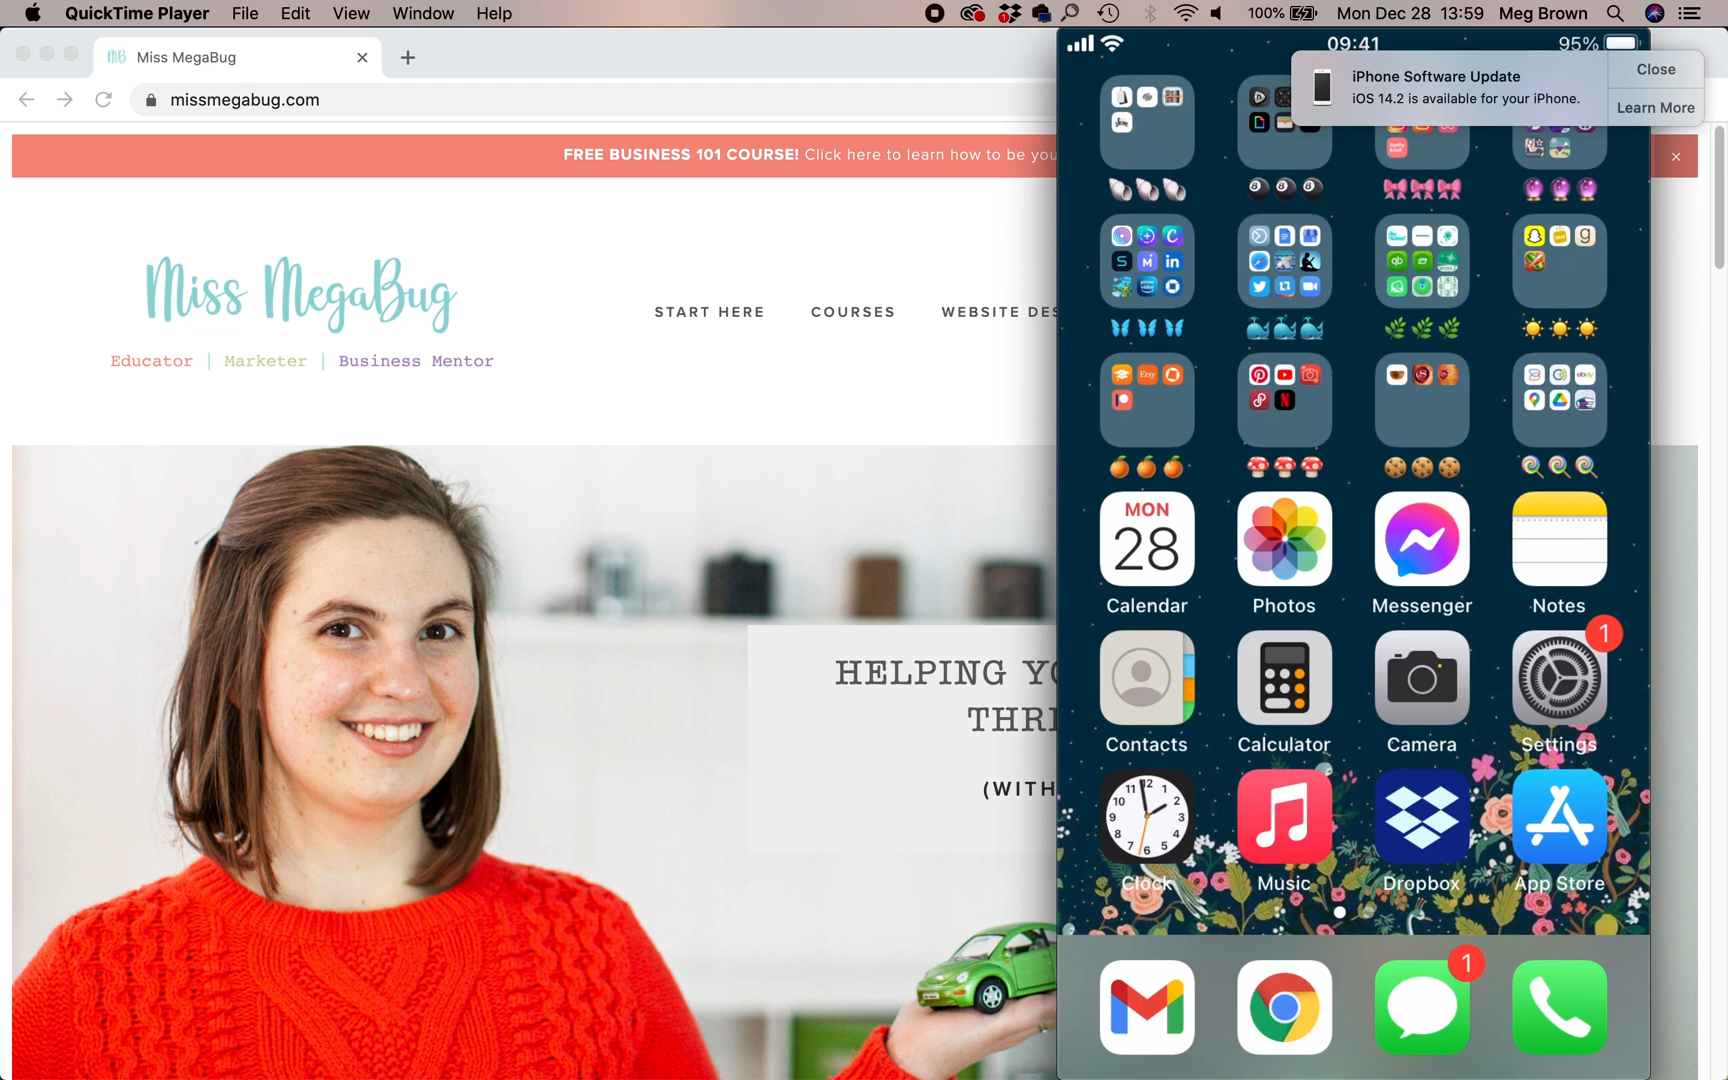 QuickTime Player File Edit View Window Help 100% Mon Dec 28 13:59 Meg Brown
Miss MegaBug
missmegabug.com
FREE BUSINESS 101 COURSE! Click here to learn how to be you
Miss MegaBug
Educator | Marketer | Business Mentor
START HERE COURSES WEBSITE DES
HELPING YO
THRI
(WITH
09:41 95%
iPhone Software Update
iOS 14.2 is available for your iPhone.
Close
Learn More
MON
28
Calendar Photos Messenger Notes
1
Contacts Calculator Camera Settings
Clock Music Dropbox App Store
1